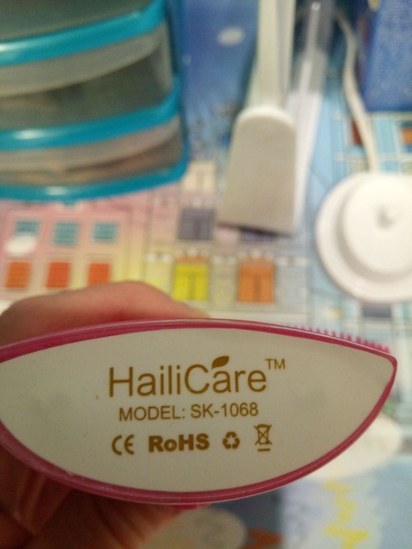 HailiCare™
MODEL: SK-1068
CE RoHS